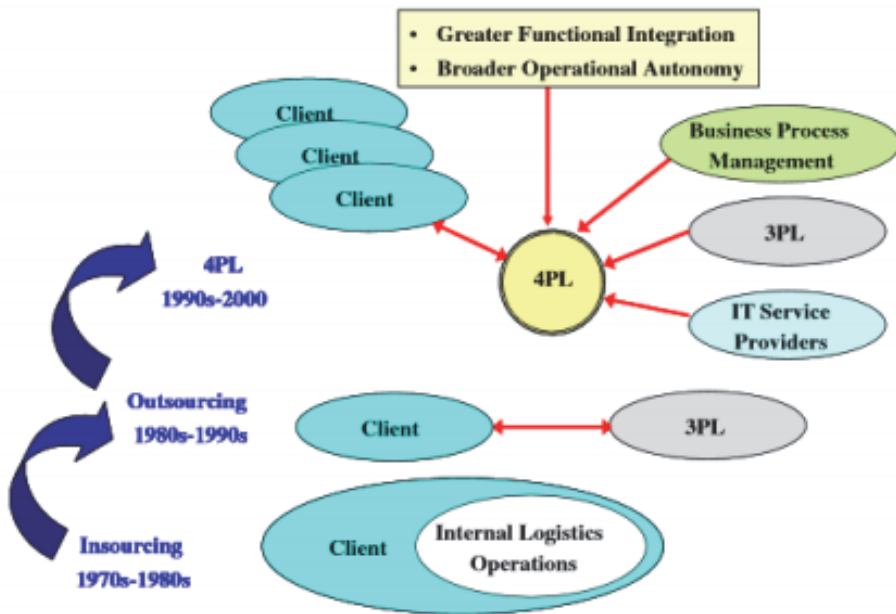 • Greater Functional Integration
• Broader Operational Autonomy
Client
Client
Client
Business Process
Management
3PL
4PL
IT Service
Providers
4PL
1990s-2000
Outsourcing
1980s-1990s
Client
3PL
Insourcing
1970s-1980s
Client
Internal Logistics
Operations